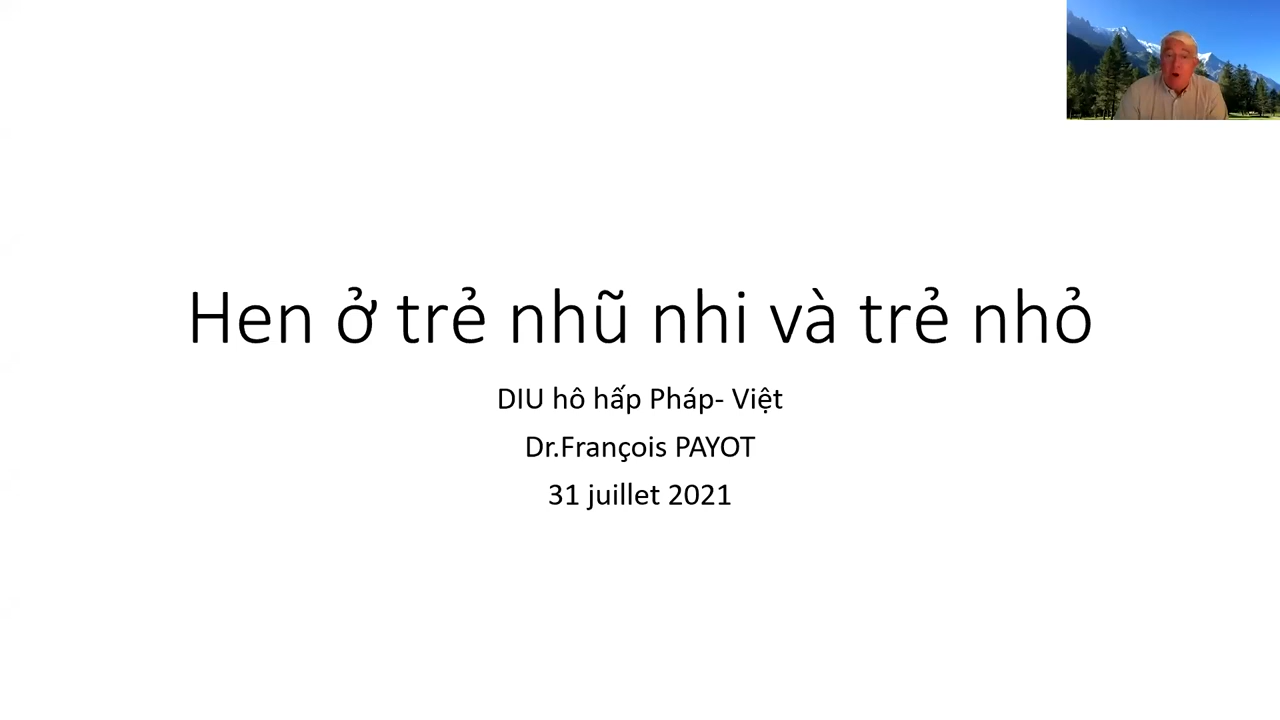 Hen ở trẻ nhũ nhi và trẻ nhỏ
DIU hô hấp Pháp- Việt
Dr.François PAYOT
31 juillet 2021